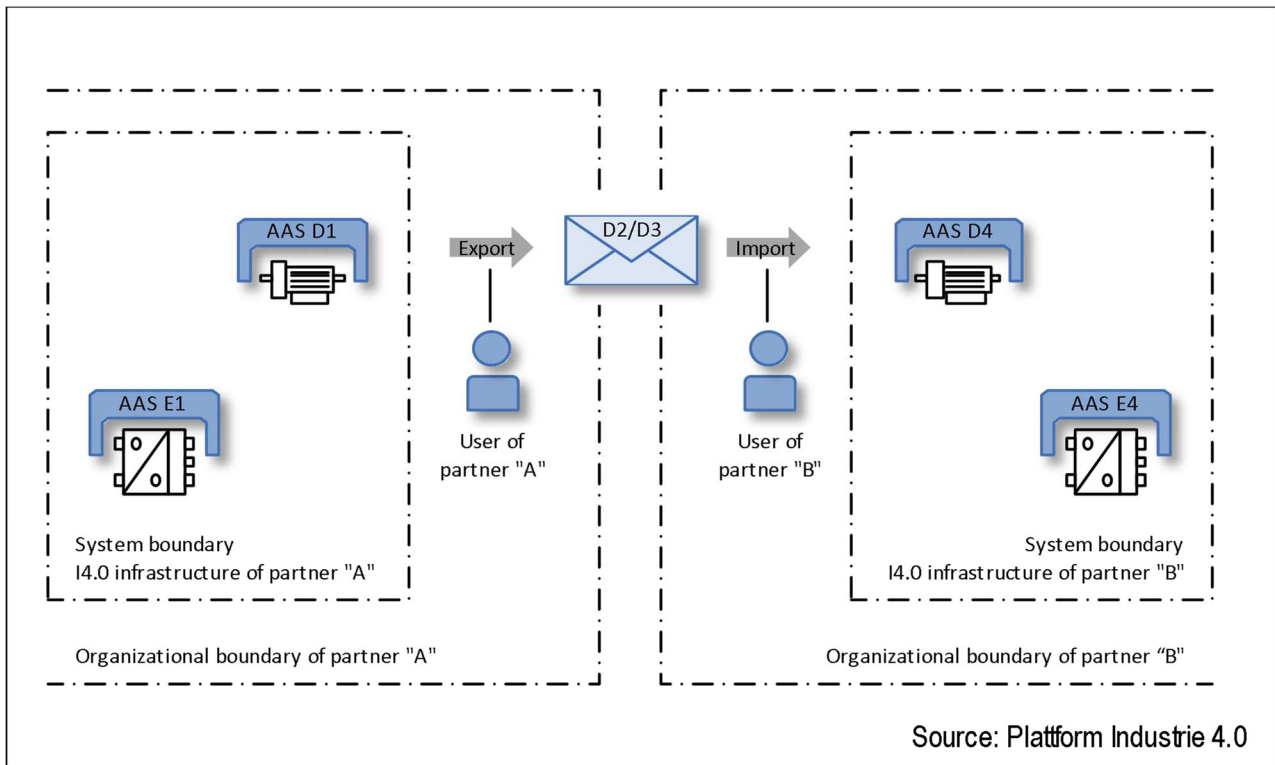 AAS D1
Export
D2/D3
Import
AAS D4
AAS E1
User of
partner "A"
User of
partner "B"
AAS E4
System boundary
I4.0 infrastructure of partner "A"
System boundary
I4.0 infrastructure of partner "B"
Organizational boundary of partner "A"
Organizational boundary of partner “B"
Source: Plattform Industrie 4.0